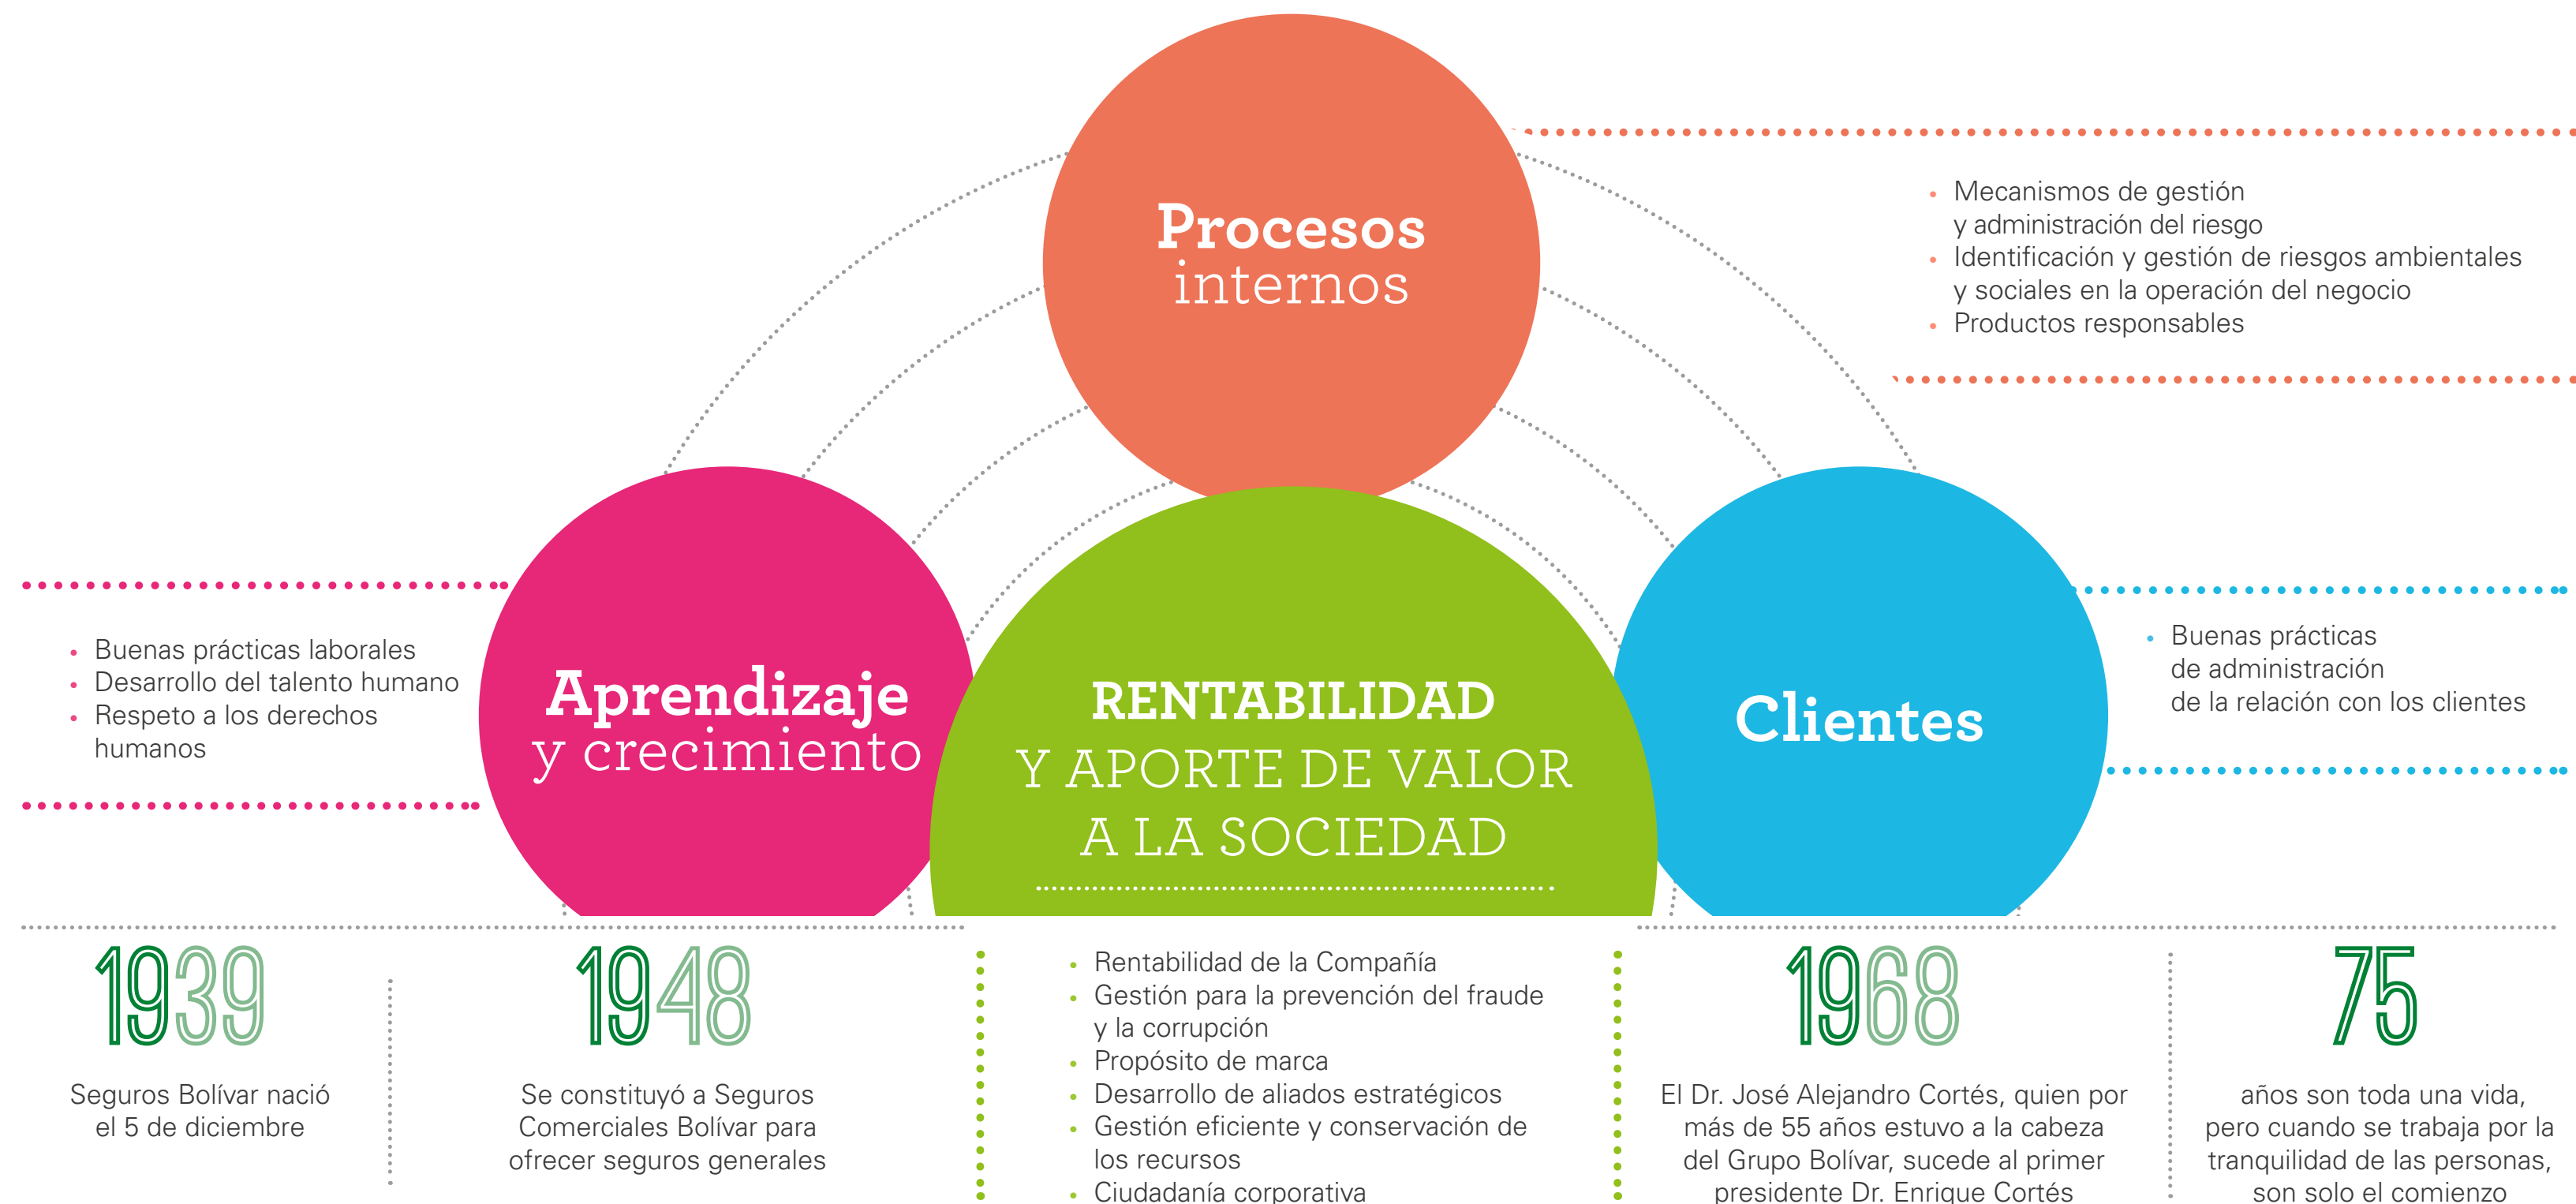 Procesos
internos
• Mecanismos de gestión
y administración del riesgo
• Identificación y gestión de riesgos ambientales
y sociales en la operación del negocio
• Productos responsables
• Buenas prácticas laborales
• Desarrollo del talento humano
• Respeto a los derechos
humanos
Aprendizaje
y crecimiento
RENTABILIDAD
Y APORTE DE VALOR
A LA SOCIEDAD
Clientes
• Buenas prácticas
de administración
de la relación con los clientes
1939
Seguros Bolívar nació
el 5 de diciembre
1948
Se constituyó a Seguros
Comerciales Bolívar para
ofrecer seguros generales
• Rentabilidad de la Compañía
• Gestión para la prevención del fraude
y la corrupción
• Propósito de marca
• Desarrollo de aliados estratégicos
• Gestión eficiente y conservación de
los recursos
• Ciudadanía corporativa
1968
El Dr. José Alejandro Cortés, quien por
más de 55 años estuvo a la cabeza
del Grupo Bolívar, sucede al primer
presidente Dr. Enrique Cortés
75
años son toda una vida,
pero cuando se trabaja por la
tranquilidad de las personas,
son solo el comienzo